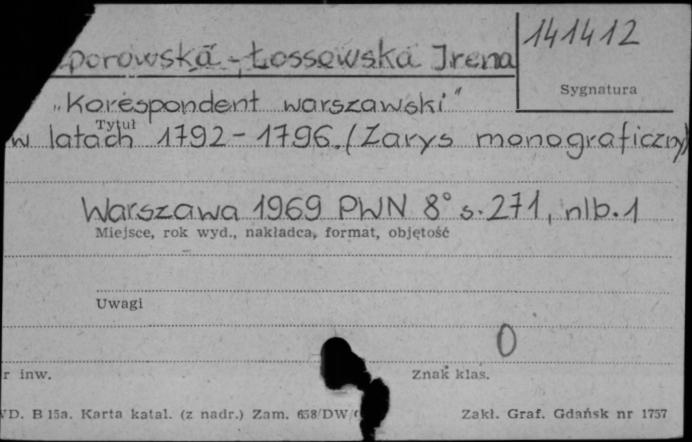 porowska-Łossowska Irena
141412
Sygnatura
"Korespondent warszawski"
Tytuł
w latach 1792-1796. (Zarys monograficzny)
Warszawa 1969 PWN 8° s. 271, nlb. 1
Miejsce, rok wyd., nakładca, format, objętość
Uwagi
0
r inw.
Znak klas.
D. B 15a. Karta katal. (z nadr.) Zam. 658/DW/
Zakł. Graf. Gdańsk nr 1757